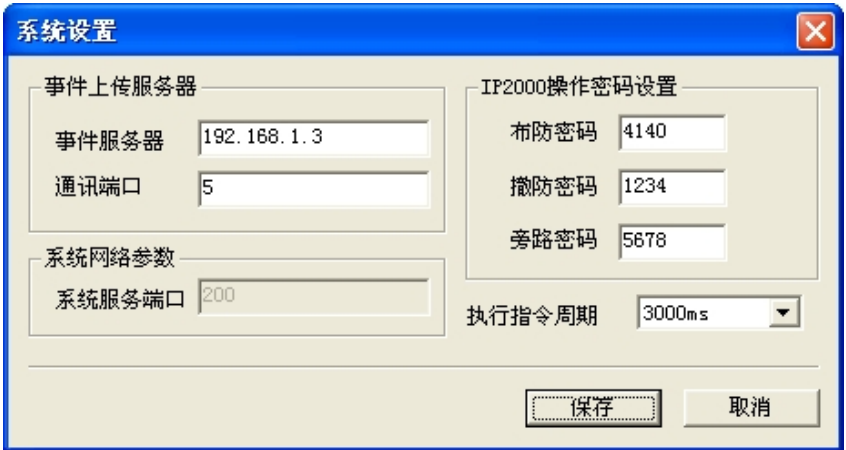 系统设置
事件上传服务器
事件服务器 192.168.1.3
通讯端口 5
系统网络参数
系统服务端口 200
IP2000操作密码设置
布防密码 4140
撤防密码 1234
旁路密码 5678
执行指令周期 3000ms
保存 取消